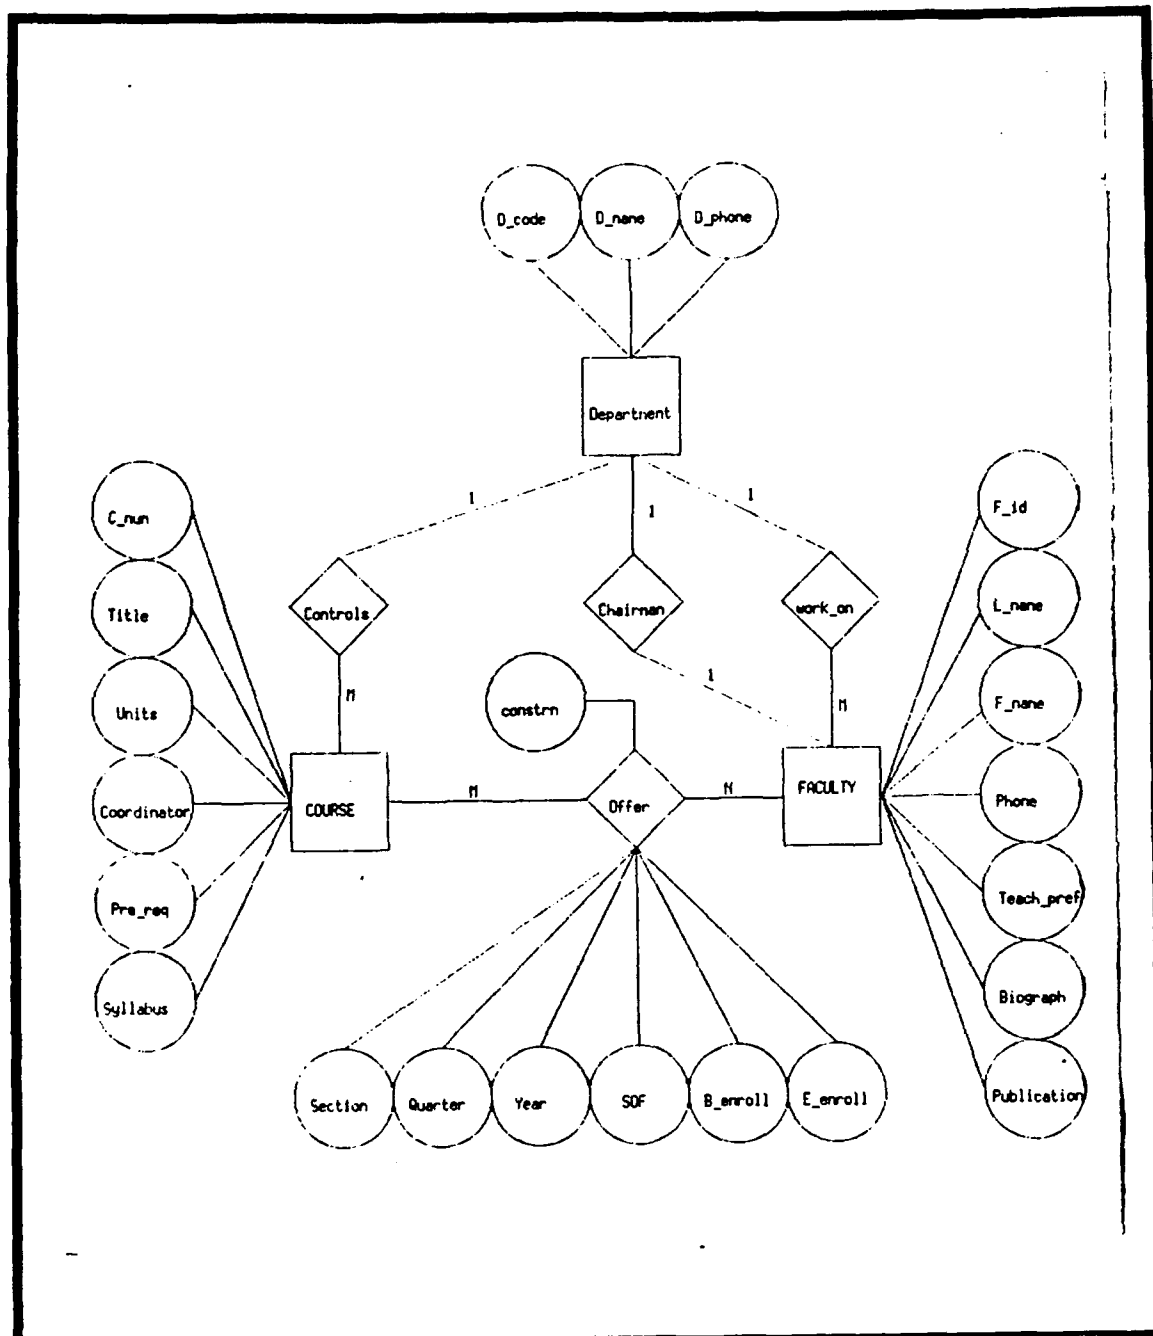 D_code D_name D_phone
Department
1 1 1
C_num
F_id
Title
Controls
Chairman
work_on
L_name
Units
M
constrn
1
M
F_name
Coordinator
COURSE
M
Offer
N
FACULTY
Phone
Pre_req
Teach_pref
Syllabus
Biograph
Section Quarter Year SOF B_enroll E_enroll
Publication